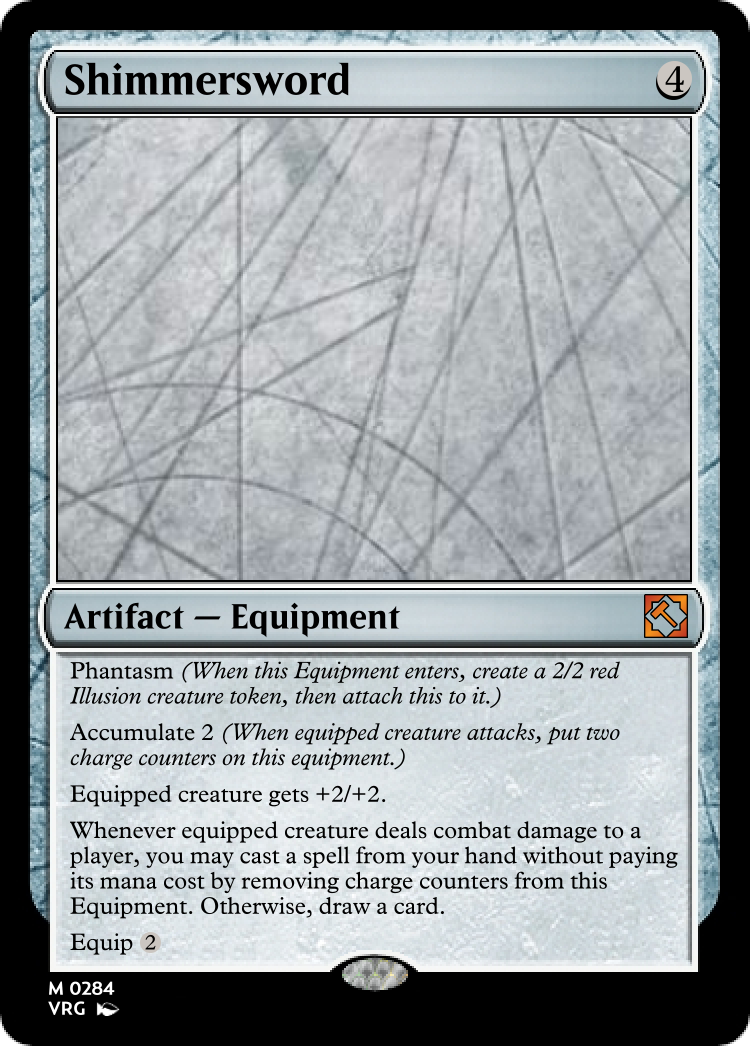 Shimmersword 4
Artifact — Equipment
Phantasm (When this Equipment enters, create a 2/2 red
Illusion creature token, then attach this to it.)
Accumulate 2 (When equipped creature attacks, put two
charge counters on this equipment.)
Equipped creature gets +2/+2.
Whenever equipped creature deals combat damage to a
player, you may cast a spell from your hand without paying
its mana cost by removing charge counters from this
Equipment. Otherwise, draw a card.
Equip 2
M 0284
VRG